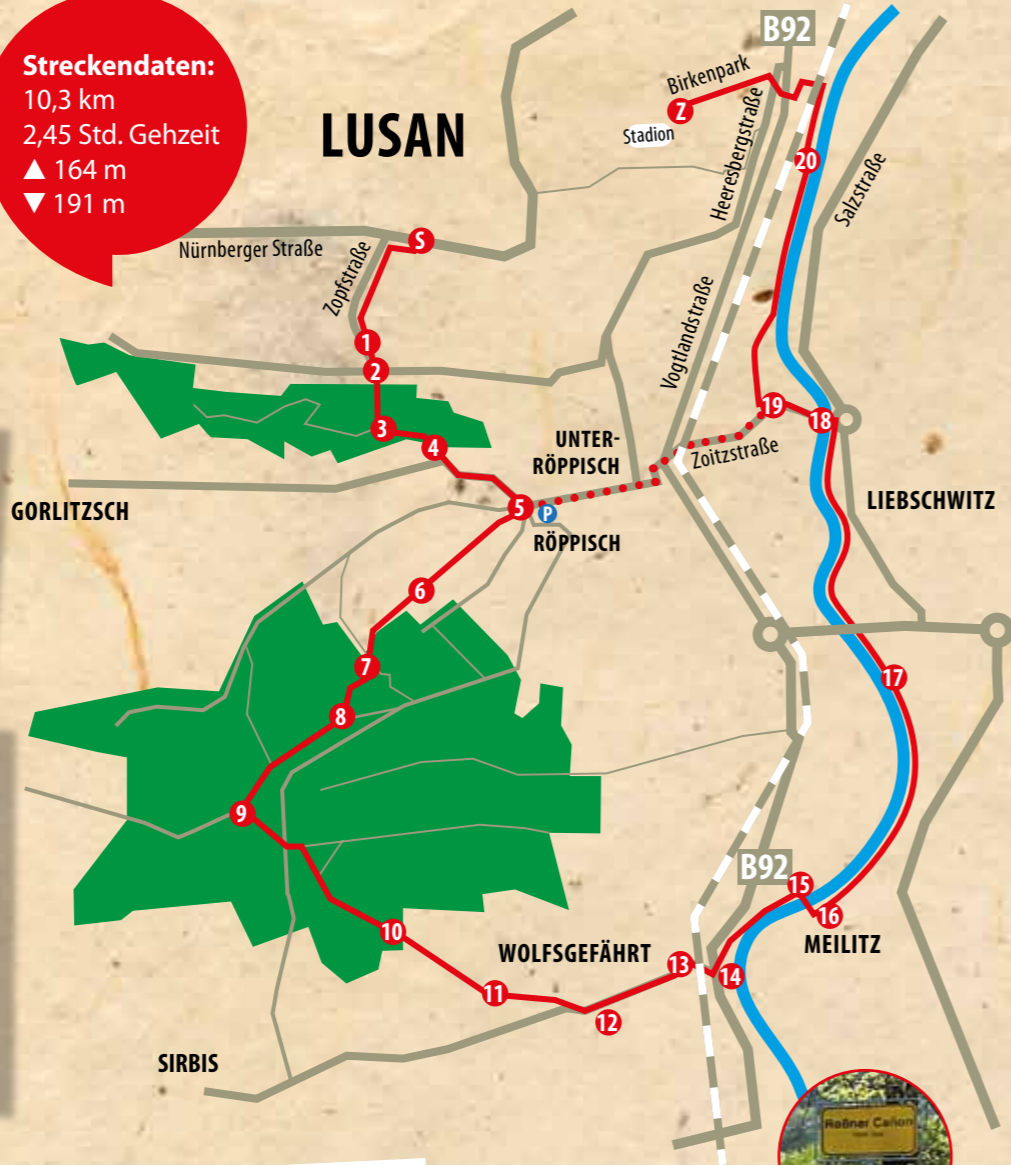 Streckendaten:
10,3 km
2,45 Std. Gehzeit
▲ 164 m
▼ 191 m
LUSAN
B92
Birkenpark
Z
Stadion
Heeresbergstraße
20
Salzstraße
S
Nürnberger Straße
Zopfstraße
Vogtlandstraße
1
2
3
4
19
18
UNTER-
RÖPPISCH
Zoitzstraße
GORLITZSCH
5
P
LIEBSCHWITZ
RÖPPISCH
6
7
17
8
9
B92
15
16
10
WOLFSGEFÄHRT
MEILITZ
13
14
11
12
SIRBIS